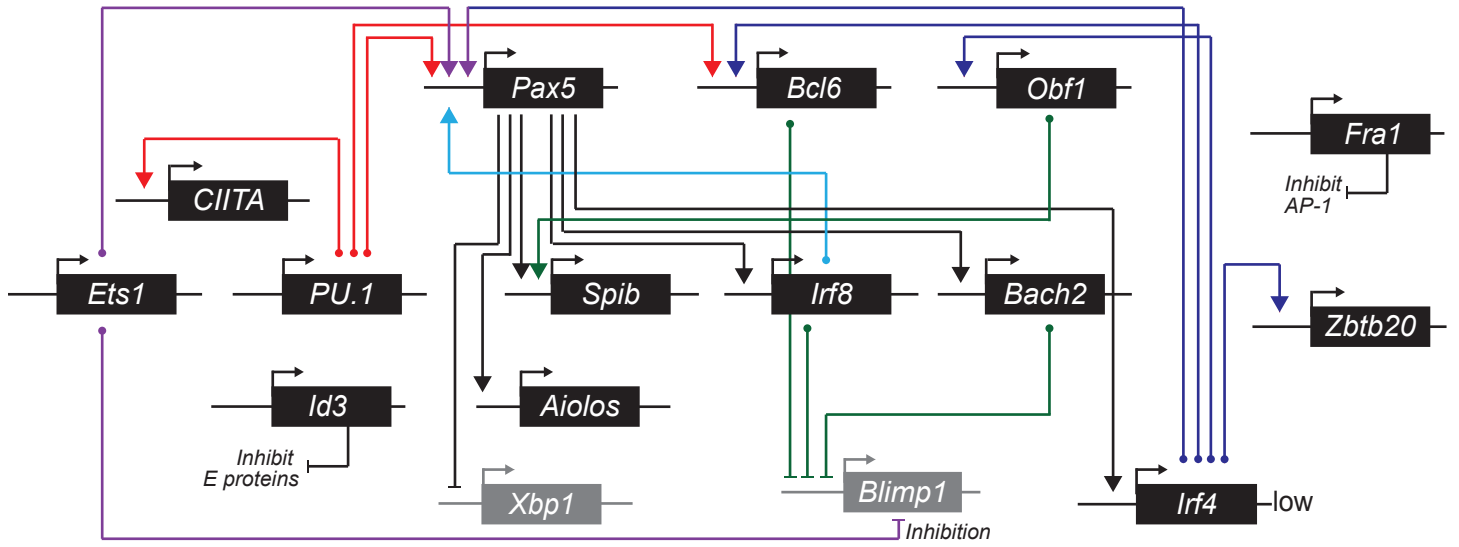 Pax5
Bcl6
Obf1
Fra1
Inhibit
AP-1
CIITA
Ets1
PU.1
Spib
Irf8
Bach2
Zbtb20
Id3
Inhibit
E proteins
Aiolos
Xbp1
Blimp1
Inhibition
Irf4
low